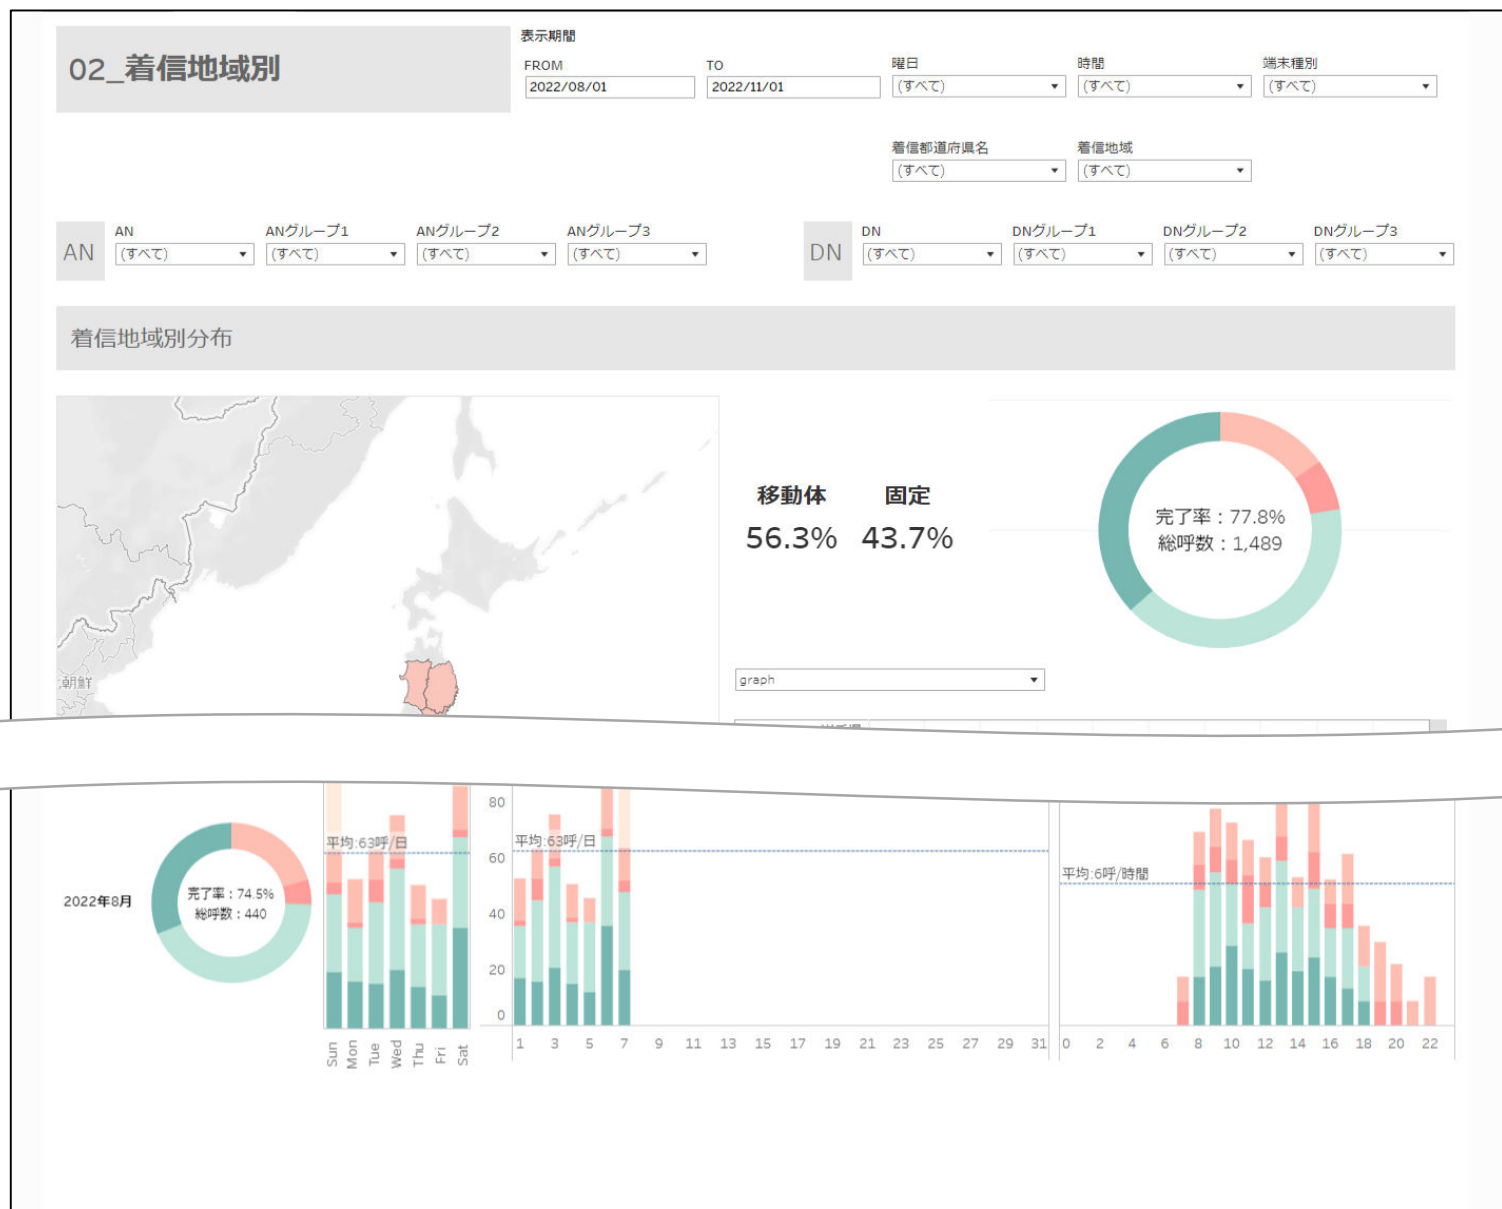 02_着信地域別
表示期間
FROM
2022/08/01
TO
2022/11/01
曜日
(すべて)
時間
(すべて)
端末種別
(すべて)
着信都道府県名
(すべて)
着信地域
(すべて)
AN
AN
(すべて)
ANグループ1
(すべて)
ANグループ2
(すべて)
ANグループ3
(すべて)
DN
DN
(すべて)
DNグループ1
(すべて)
DNグループ2
(すべて)
DNグループ3
(すべて)
着信地域別分布
朝鮮
移動体
56.3%
固定
43.7%
完了率：77.8%
総呼数：1,489
graph
2022年8月
完了率：74.5%
総呼数：440
平均:63呼/日
Sun Mon Tue Wed Thu Fri Sat
80
60
40
20
0
平均:63呼/日
1 3 5 7 9 11 13 15 17 19 21 23 25 27 29 31
平均:6呼/時間
0 2 4 6 8 10 12 14 16 18 20 22